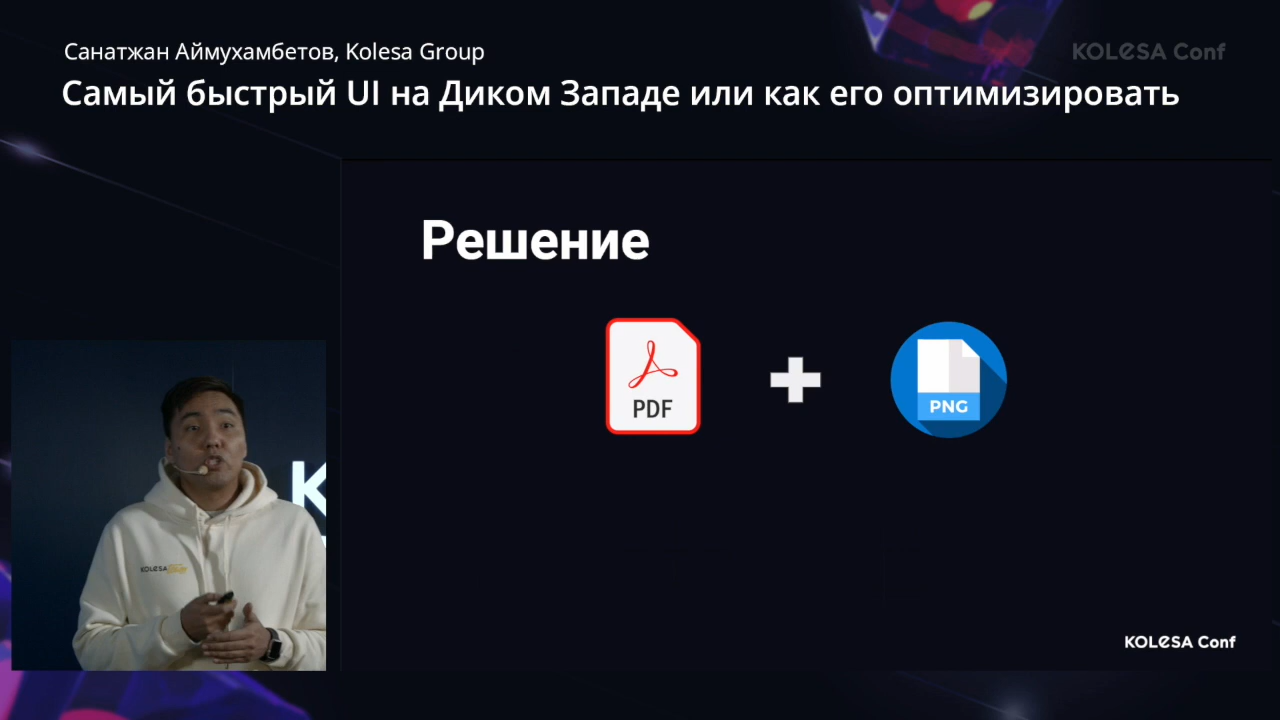 Санатжан Аймухамбетов, Kolesa Group
KOLESA Conf
Самый быстрый UI на Диком Западе или как его оптимизировать
Решение
PDF
PNG
K
KOLESA
KOLESA Conf